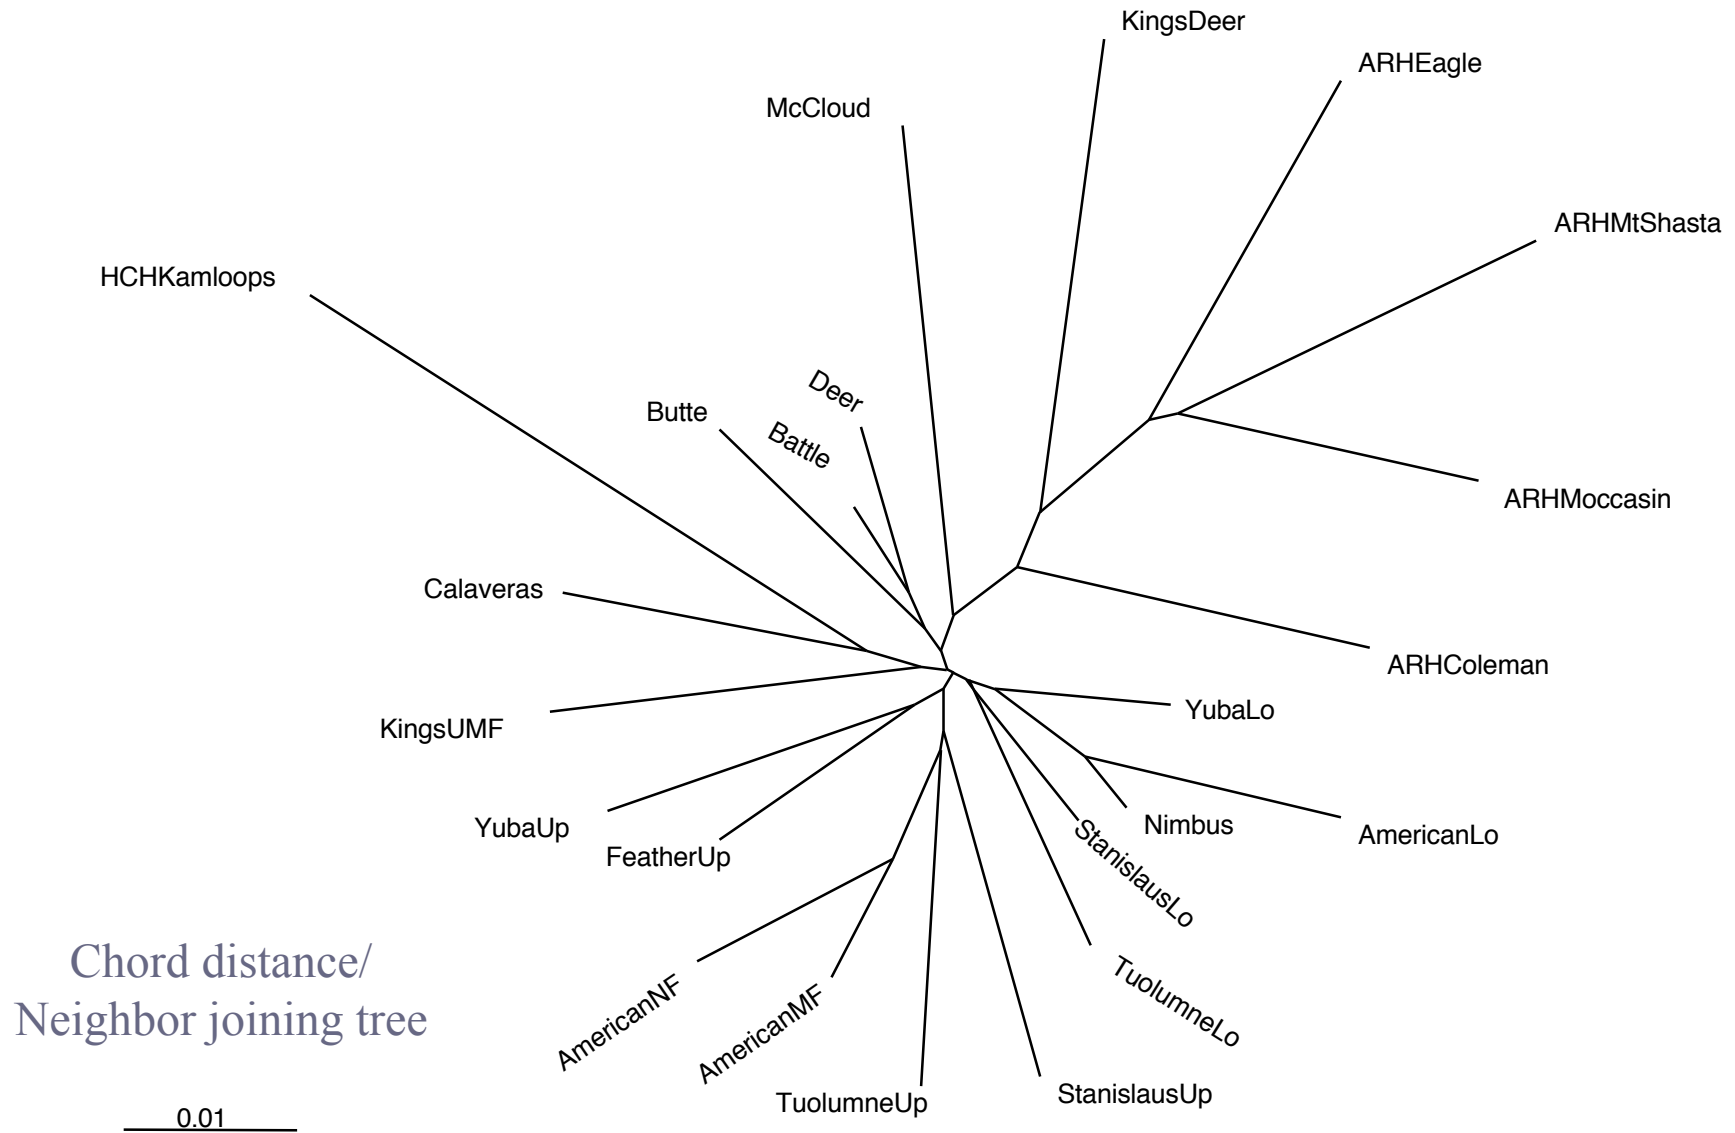 KingsDeer
ARHEagle
McCloud
ARHMtShasta
HCHKamloops
Deer
Butte
Battle
ARHMoccasin
Calaveras
ARHColeman
YubaLo
KingsUMF
Nimbus
YubaUp
StanislausLo
AmericanLo
FeatherUp
Chord distance/
Neighbor joining tree
AmericanNF
AmericanMF
TuolumneLo
TuolumneUp
StanislausUp
0.01